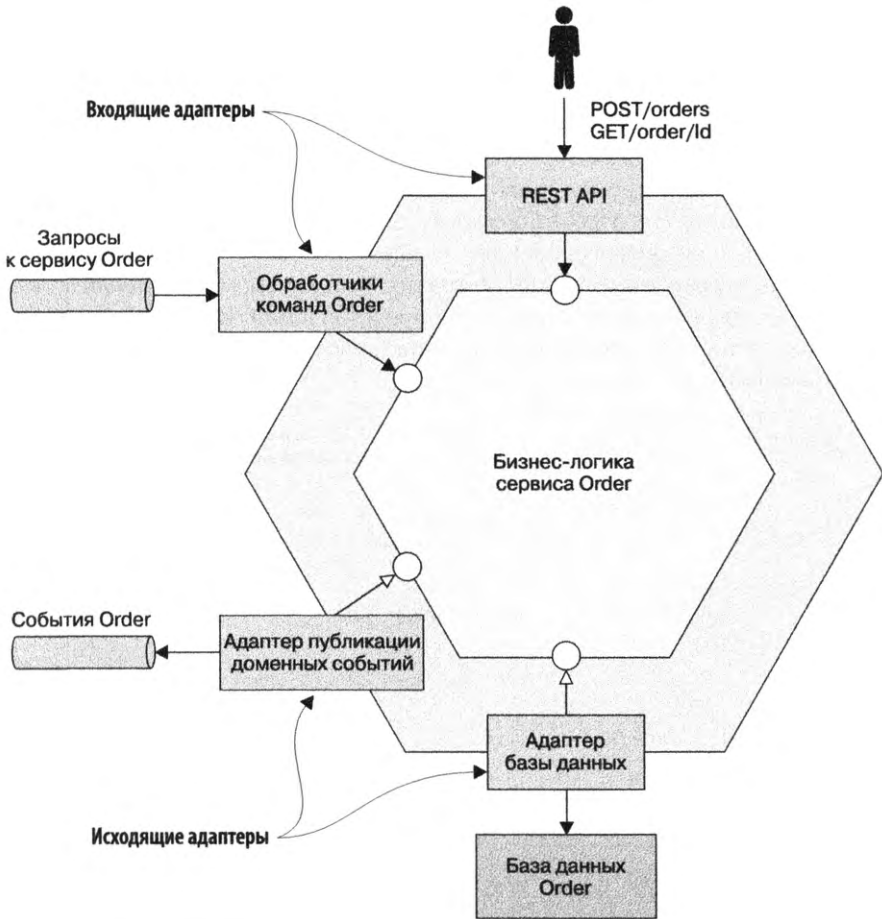 Входящие адаптеры
POST/orders
GET/order/Id
REST API
Запросы
к сервису Order
Обработчики
команд Order
Бизнес-логика
сервиса Order
События Order
Адаптер публикации
доменных событий
Адаптер
базы данных
Исходящие адаптеры
База данных
Order